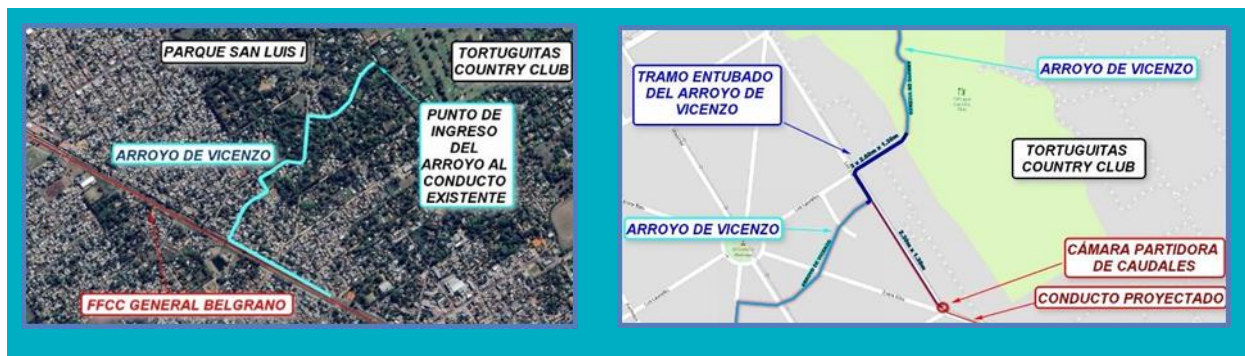 PARQUE SAN LUIS I
TORTUGUITAS
COUNTRY CLUB
PUNTO DE
INGRESO
DEL
ARROYO AL
CONDUCTO
EXISTENTE
ARROYO DE VICENZO
FFCC GENERAL BELGRANO
TRAMO ENTUBADO
DEL ARROYO DE
VICENZO
ARROYO DE VICENZO
TORTUGUITAS
COUNTRY CLUB
ARROYO DE VICENZO
CÁMARA PARTIDORA
DE CAUDALES
CONDUCTO PROYECTADO